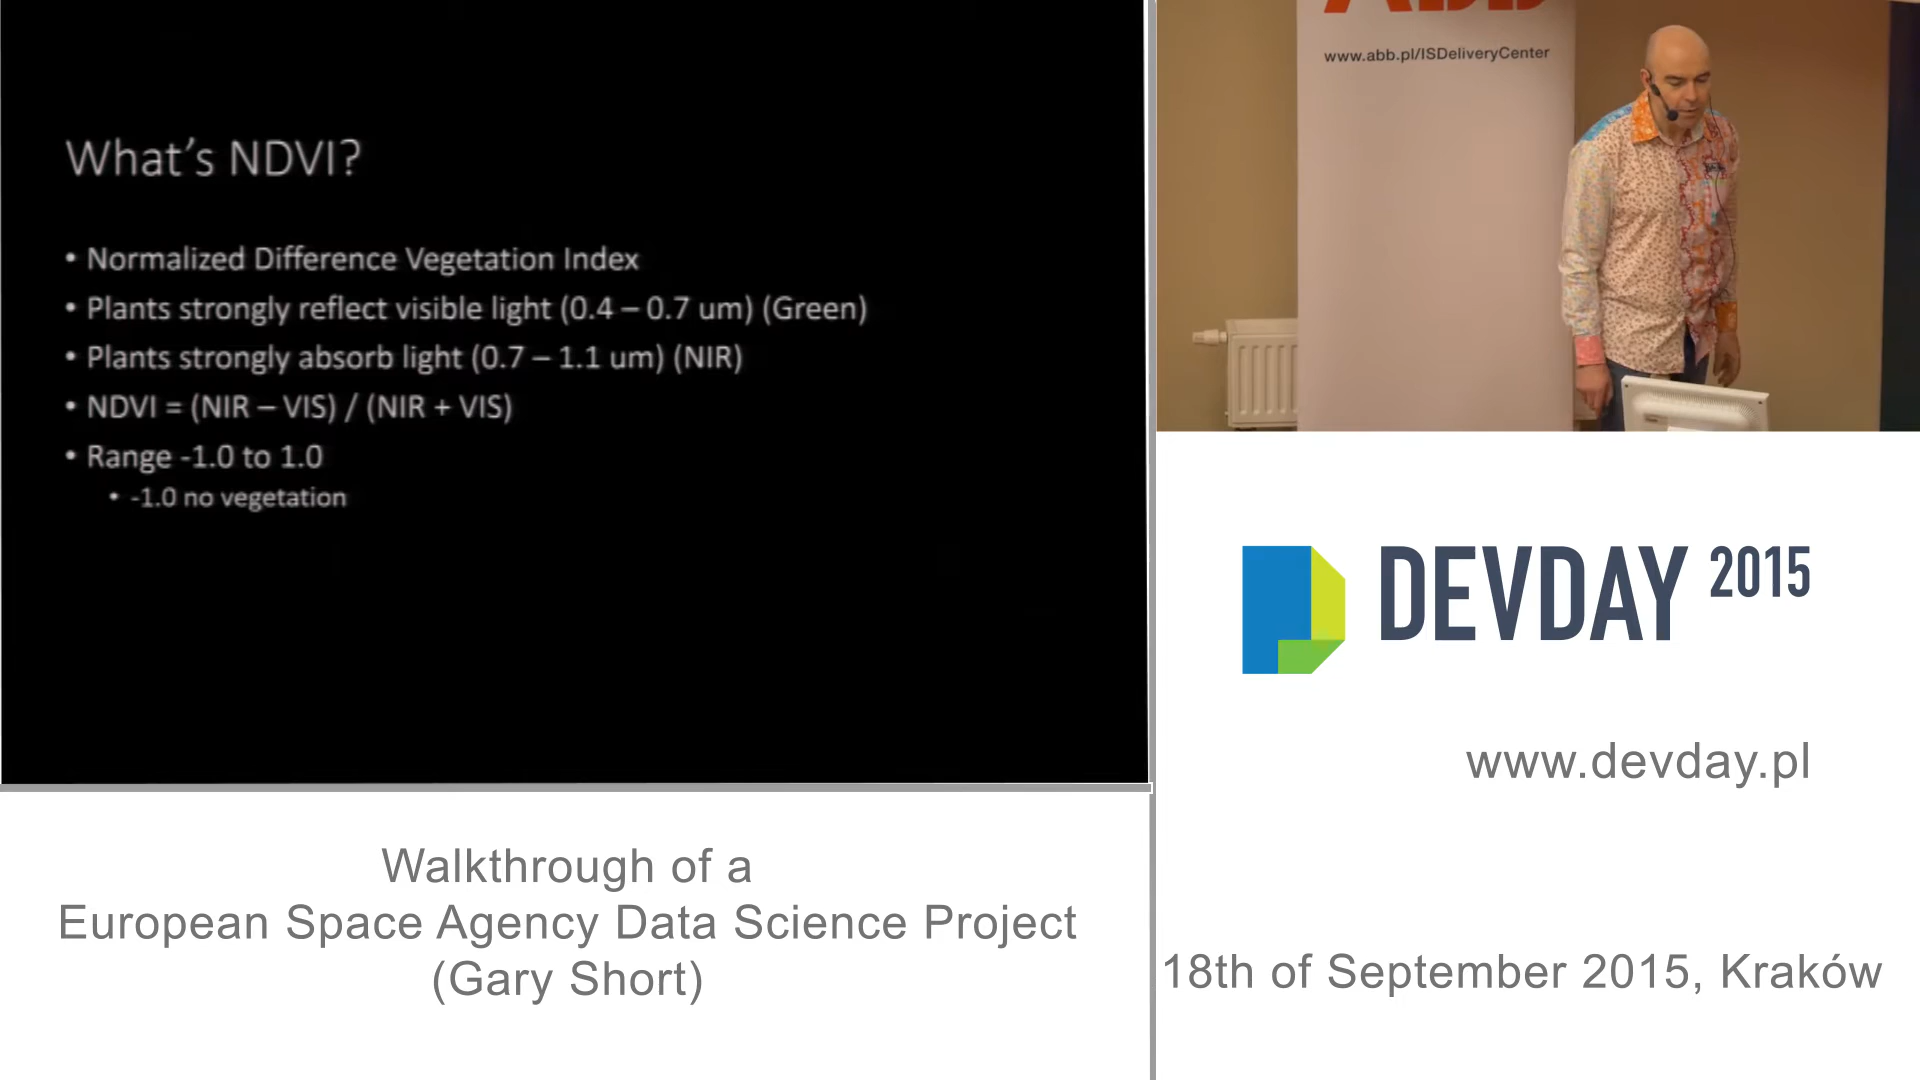 What's NDVI?
• Normalized Difference Vegetation Index
• Plants strongly reflect visible light (0.4 – 0.7 um) (Green)
• Plants strongly absorb light (0.7 – 1.1 um) (NIR)
• NDVI = (NIR – VIS) / (NIR + VIS)
• Range -1.0 to 1.0
• -1.0 no vegetation
www.abb.pl/ISDeliveryCenter
DEVDAY 2015
www.devday.pl
Walkthrough of a
European Space Agency Data Science Project
(Gary Short)
18th of September 2015, Kraków